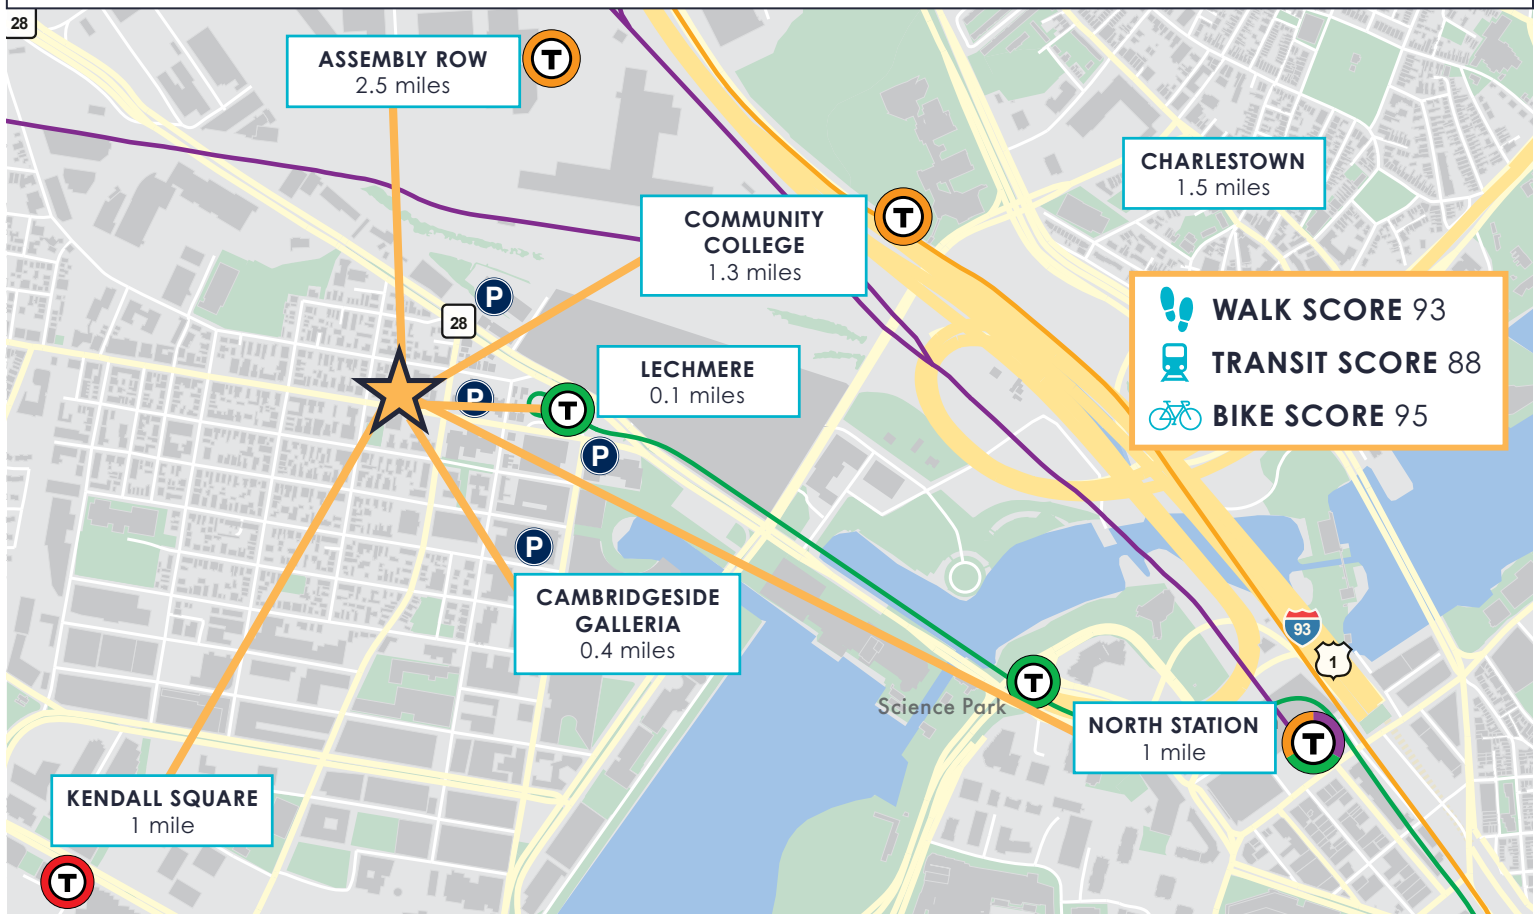 28
ASSEMBLY ROW
2.5 miles
T
CHARLESTOWN
1.5 miles
COMMUNITY
COLLEGE
1.3 miles
T
WALK SCORE 93
TRANSIT SCORE 88
BIKE SCORE 95
P
28
LECHMERE
0.1 miles
P
T
P
P
CAMBRIDGESIDE
GALLERIA
0.4 miles
93
1
T
Science Park
NORTH STATION
1 mile
T
KENDALL SQUARE
1 mile
T